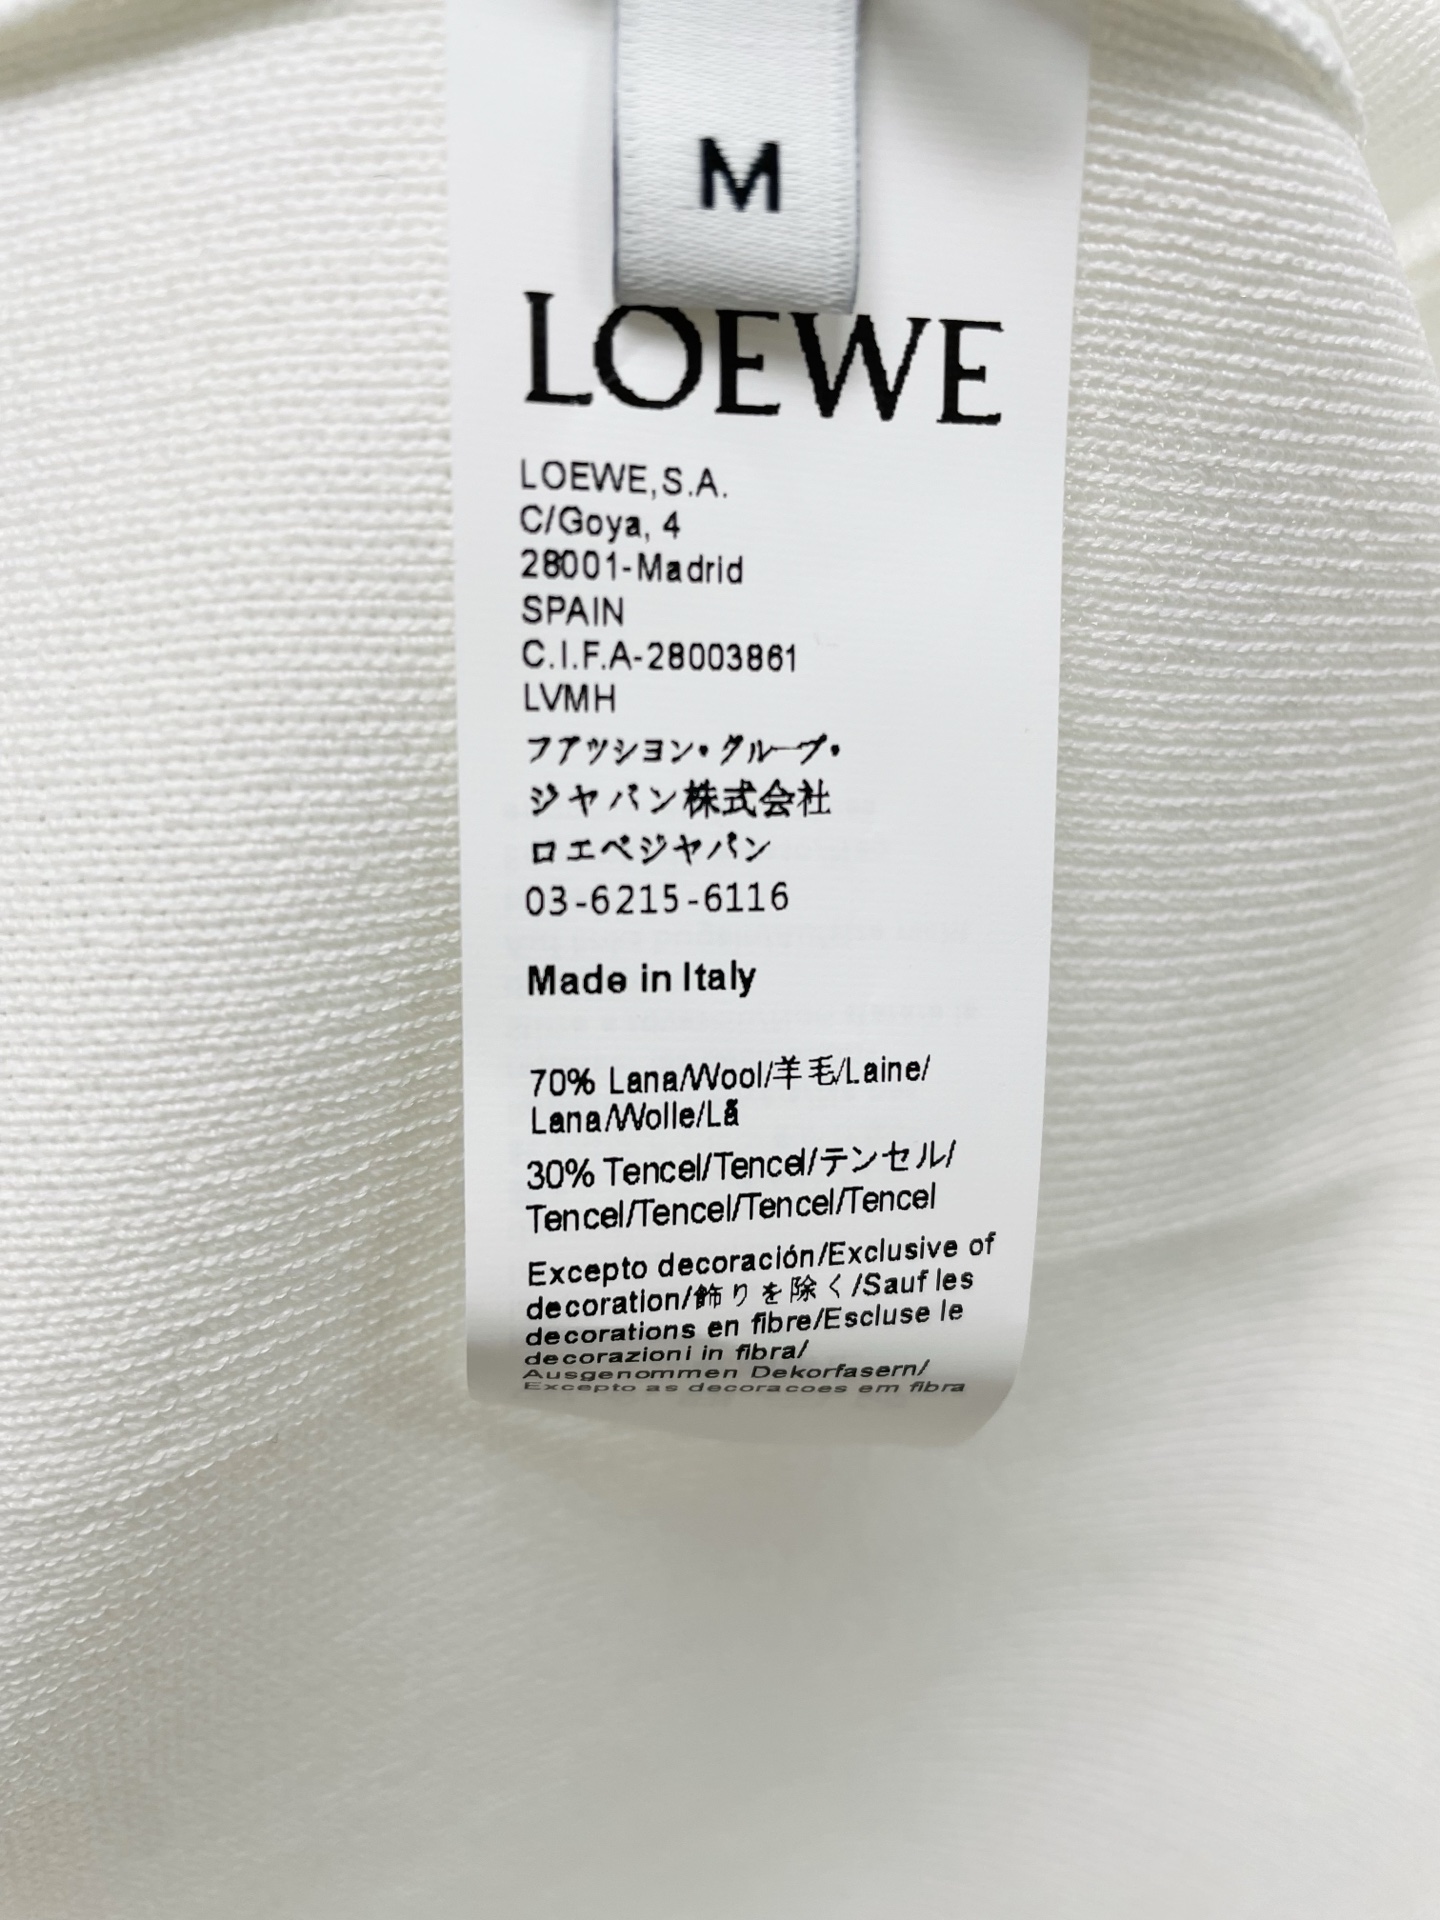 M
LOEWE
LOEWE,S.A.
C/Goya, 4
28001-Madrid
SPAIN
C.I.F.A-28003861
LVMH
フアツシヨン・グループ・
ジヤパン株式会社
ロエベジヤパン
03-6215-6116
Made in Italy
70% Lana/Wool/羊毛/Laine/
Lana/Wolle/Lã
30% Tencel/Tencel/テンセル/
Tencel/Tencel/Tencel/Tencel
Excepto decoración/Exclusive of
decoration/飾りを除く/Sauf les
decorations en fibre/Escluse le
decorazioni in fibra/
Ausgenommen Dekorfasern/
Excepto as decoracoes em fibra